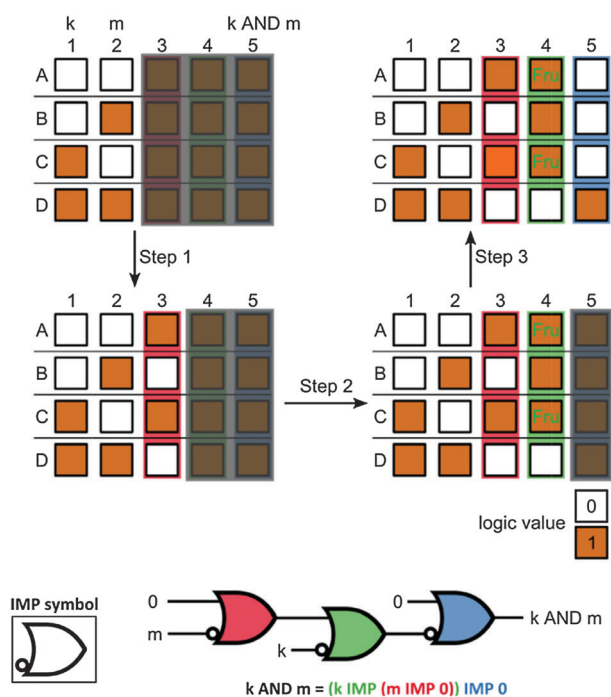 k m k AND m
1 2 3 4 5
A
B
C
D
Step 1
1 2 3 4 5
A
B
C
D
Step 2
1 2 3 4 5
A Fru
B
C Fru
D
Step 3
1 2 3 4 5
A Fru
B
C Fru
D
logic value
0
1
IMP symbol
0
m
k
0
k AND m
k AND m = (k IMP (m IMP 0)) IMP 0